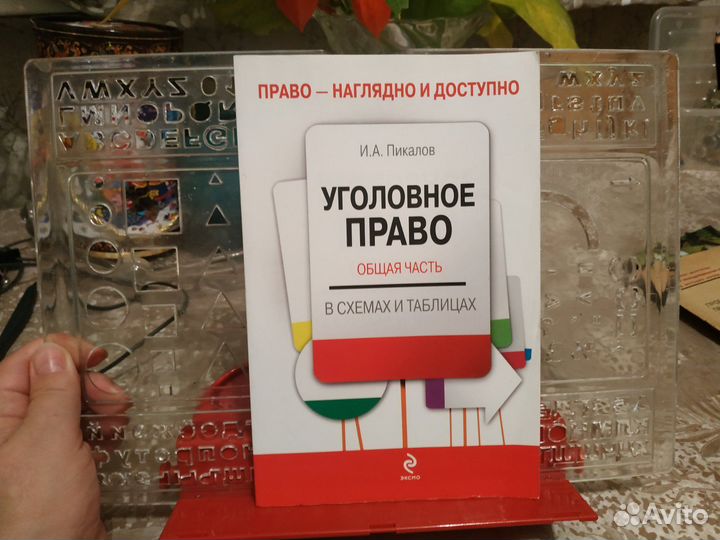 ПРАВО – НАГЛЯДНО И ДОСТУПНО
И.А. Пикалов
УГОЛОВНОЕ
ПРАВО
ОБЩАЯ ЧАСТЬ
В СХЕМАХ И ТАБЛИЦАХ
ЭКСМО
Avito